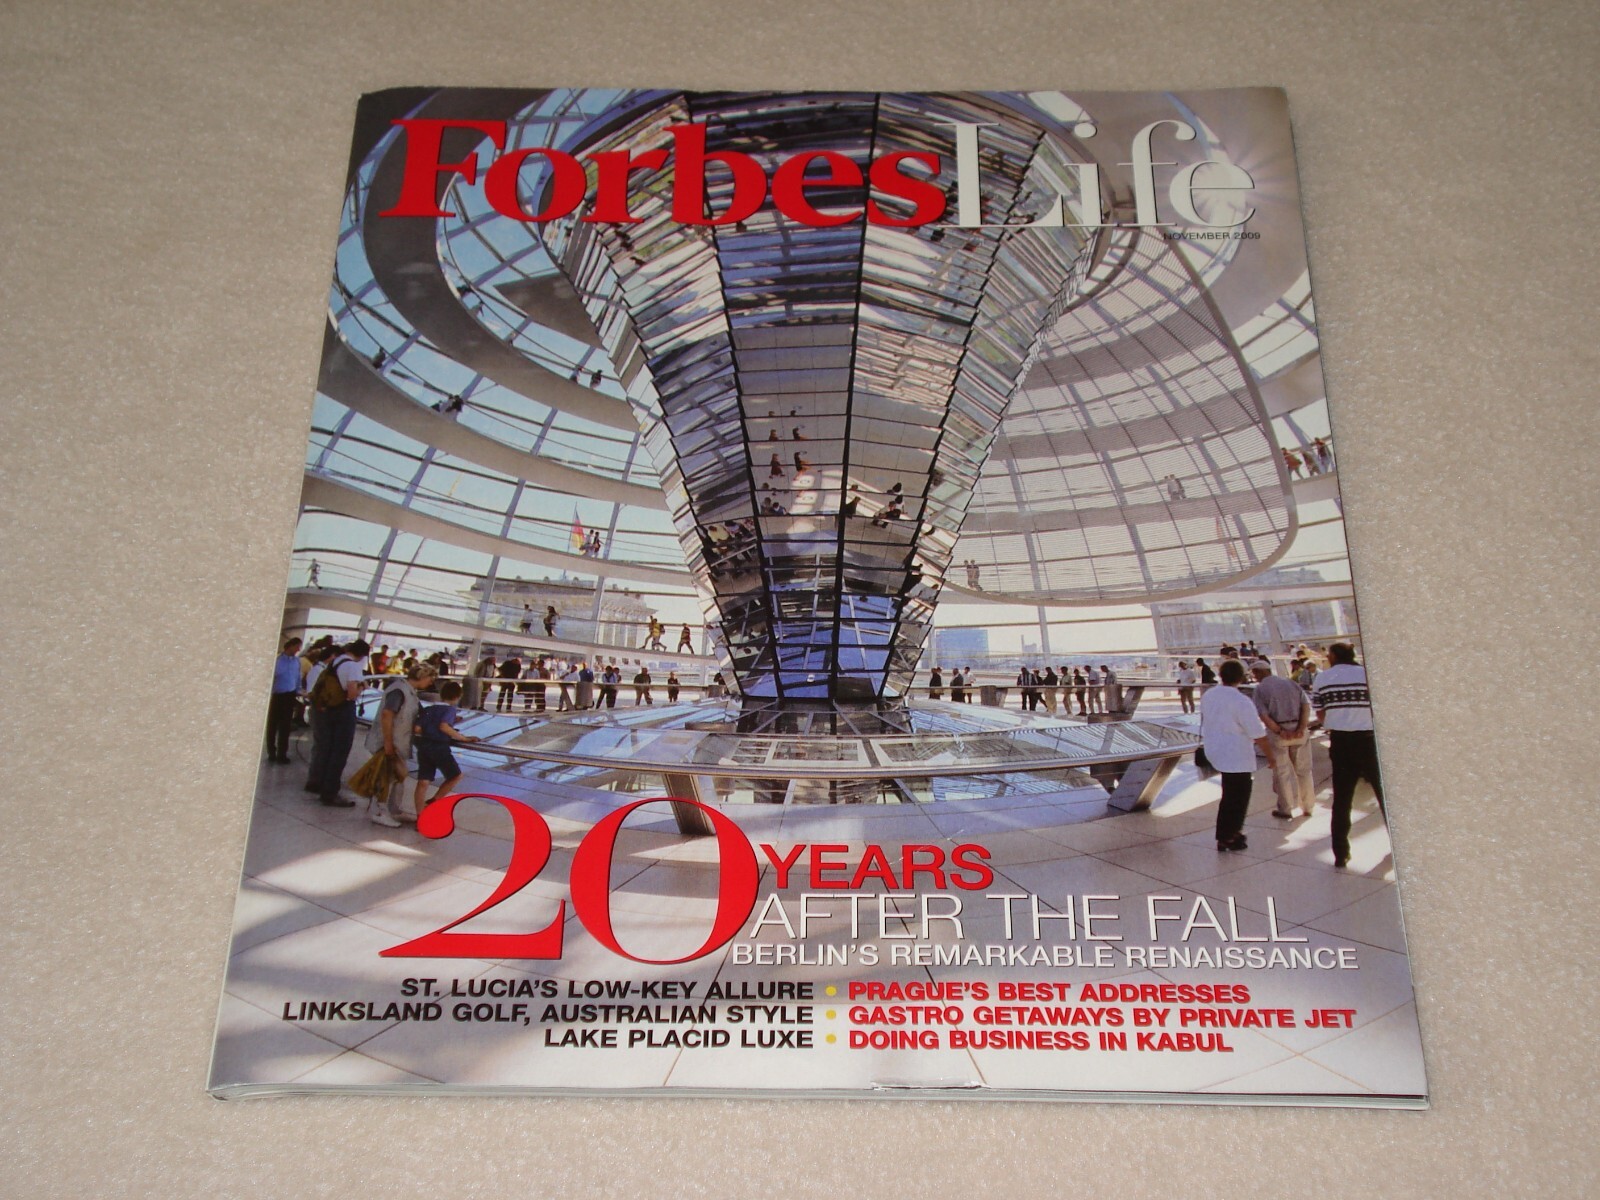 ForbesLife
NOVEMBER 2009
20 YEARS
AFTER THE FALL
BERLIN'S REMARKABLE RENAISSANCE
ST. LUCIA'S LOW-KEY ALLURE • PRAGUE'S BEST ADDRESSES
LINKSLAND GOLF, AUSTRALIAN STYLE • GASTRO GETAWAYS BY PRIVATE JET
LAKE PLACID LUXE • DOING BUSINESS IN KABUL